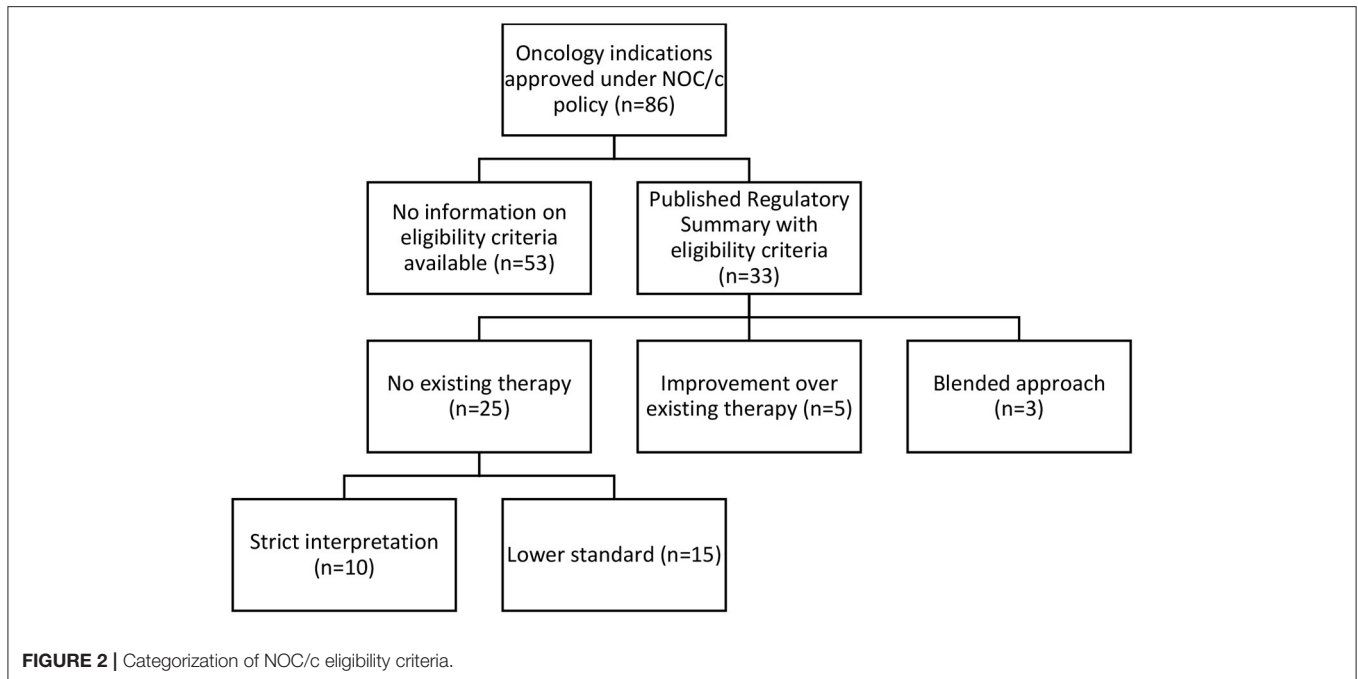 Oncology indications
approved under NOC/c
policy (n=86)
No information on
eligibility criteria
available (n=53)
Published Regulatory
Summary with
eligibility criteria
(n=33)
No existing therapy
(n=25)
Improvement over
existing therapy (n=5)
Blended approach
(n=3)
Strict interpretation
(n=10)
Lower standard (n=15)
FIGURE 2 | Categorization of NOC/c eligibility criteria.